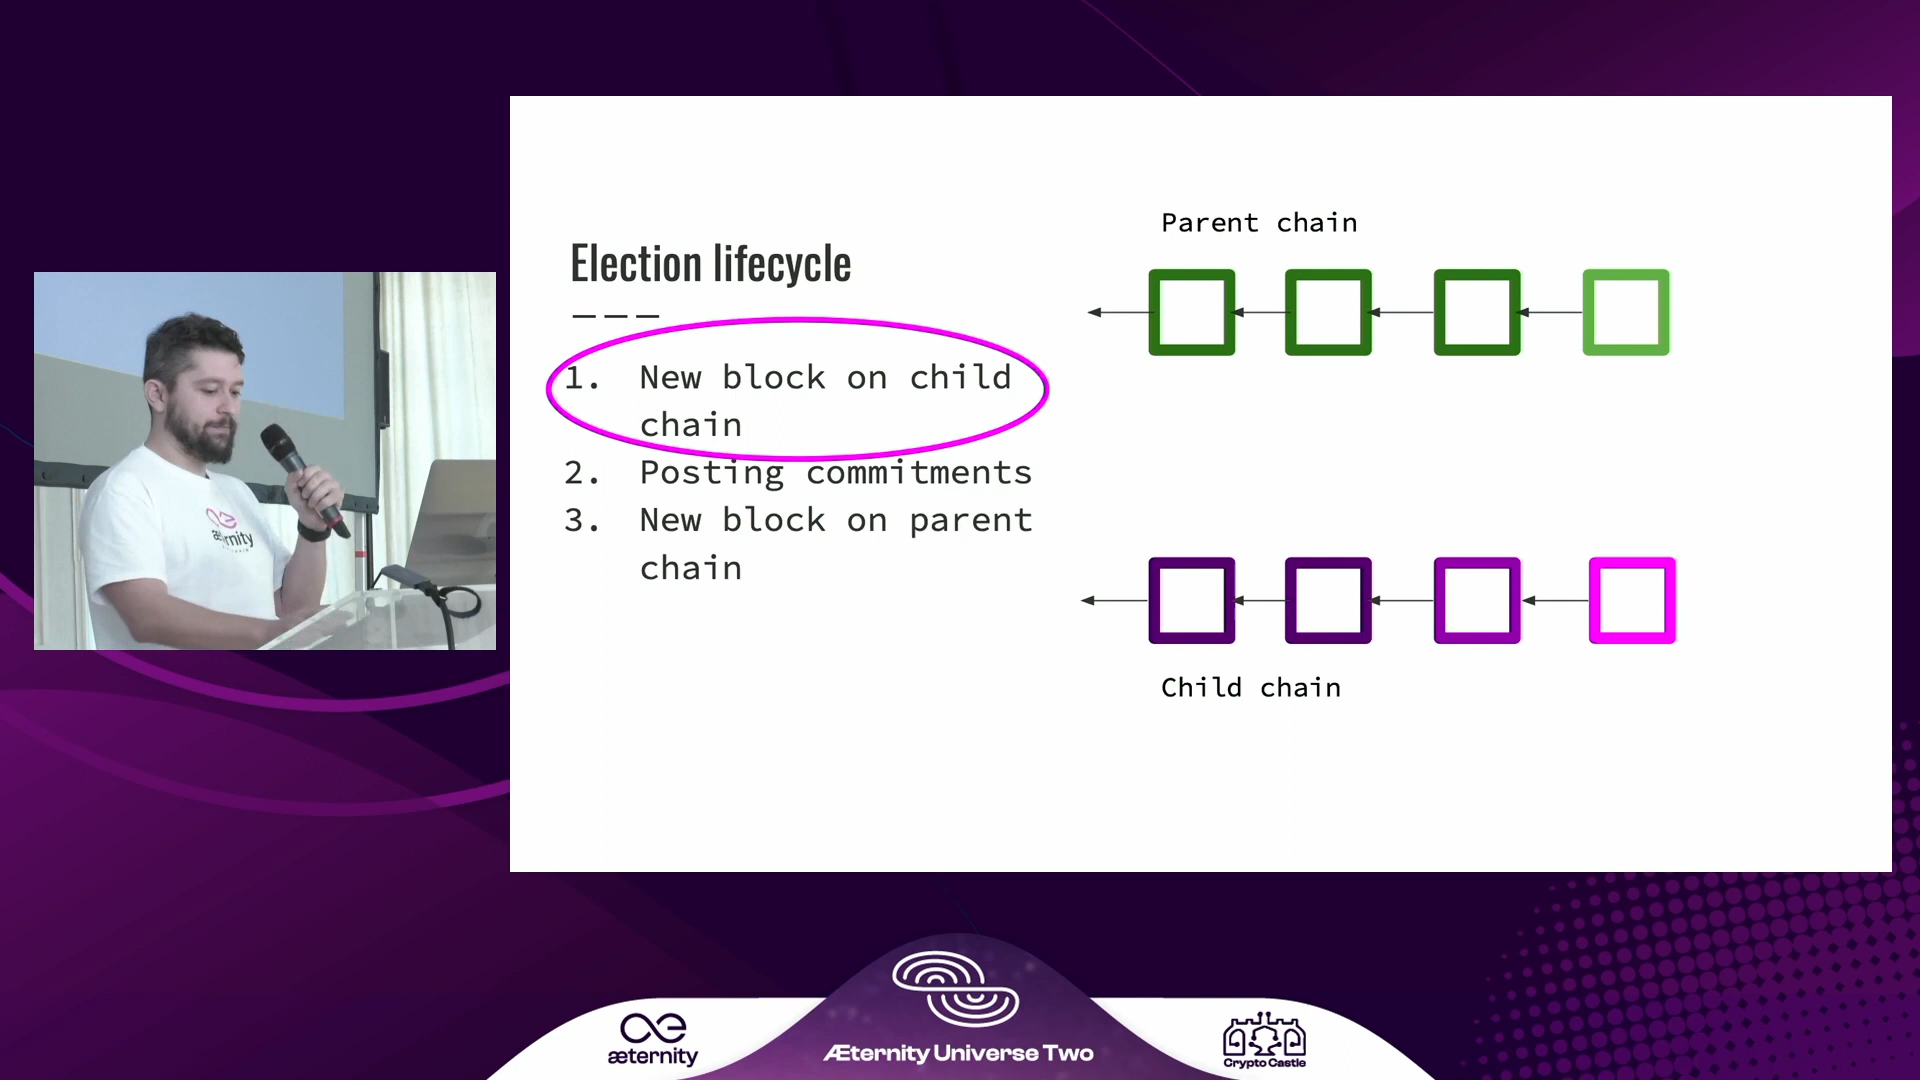 Election lifecycle
1. New block on child
chain
2. Posting commitments
3. New block on parent
chain
Parent chain
Child chain
æternity
æternity
Æternity Universe Two
Crypto Castle